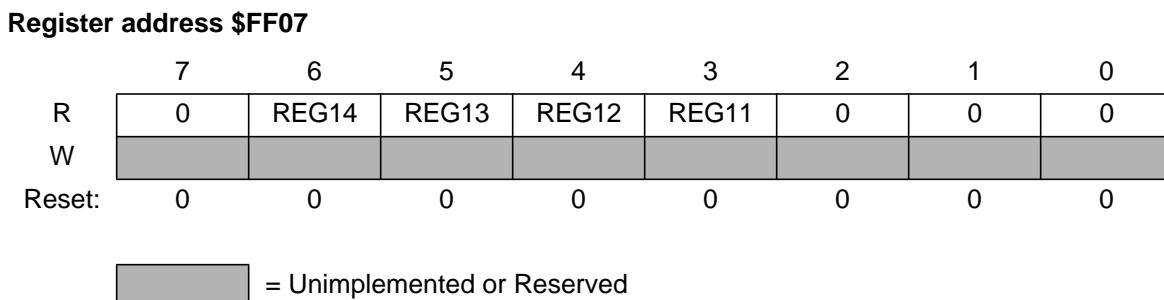 Register address $FF07
7 6 5 4 3 2 1 0
R 0 REG14 REG13 REG12 REG11 0 0 0
W
Reset: 0 0 0 0 0 0 0 0
= Unimplemented or Reserved